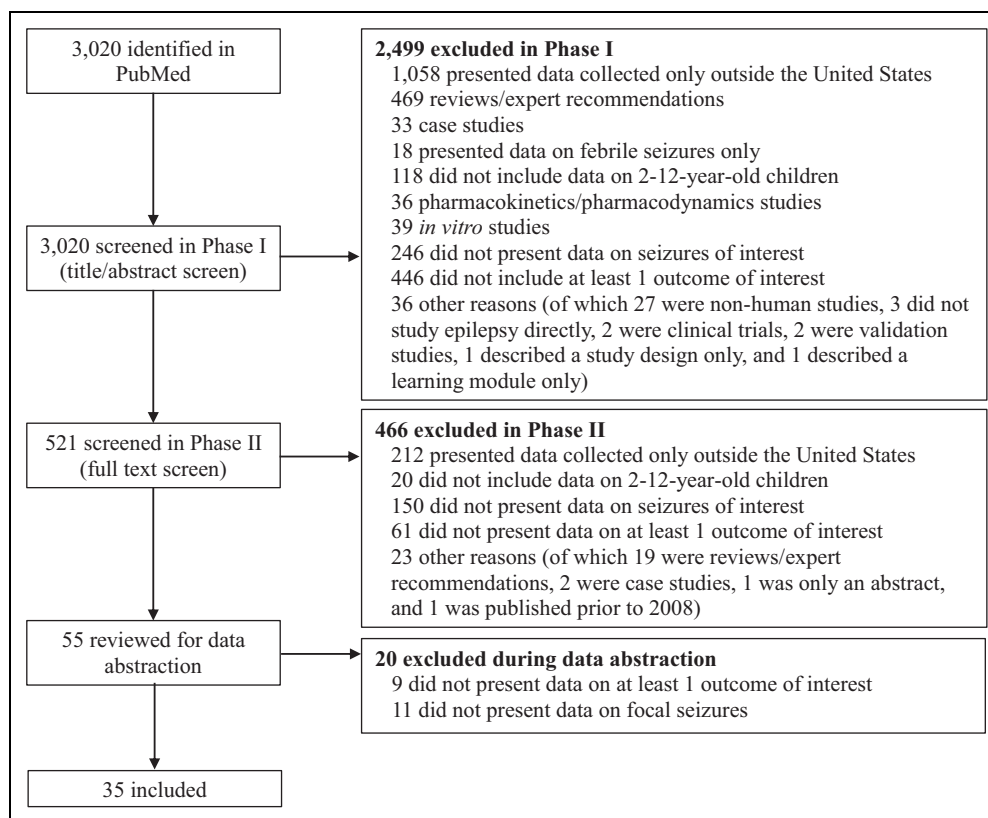 3,020 identified in
PubMed
2,499 excluded in Phase I
1,058 presented data collected only outside the United States
469 reviews/expert recommendations
33 case studies
18 presented data on febrile seizures only
118 did not include data on 2-12-year-old children
36 pharmacokinetics/pharmacodynamics studies
39 in vitro studies
246 did not present data on seizures of interest
446 did not include at least 1 outcome of interest
36 other reasons (of which 27 were non-human studies, 3 did not
study epilepsy directly, 2 were clinical trials, 2 were validation
studies, 1 described a study design only, and 1 described a
learning module only)
3,020 screened in Phase I
(title/abstract screen)
521 screened in Phase II
(full text screen)
466 excluded in Phase II
212 presented data collected only outside the United States
20 did not include data on 2-12-year-old children
150 did not present data on seizures of interest
61 did not present data on at least 1 outcome of interest
23 other reasons (of which 19 were reviews/expert
recommendations, 2 were case studies, 1 was only an abstract,
and 1 was published prior to 2008)
55 reviewed for data
abstraction
20 excluded during data abstraction
9 did not present data on at least 1 outcome of interest
11 did not present data on focal seizures
35 included